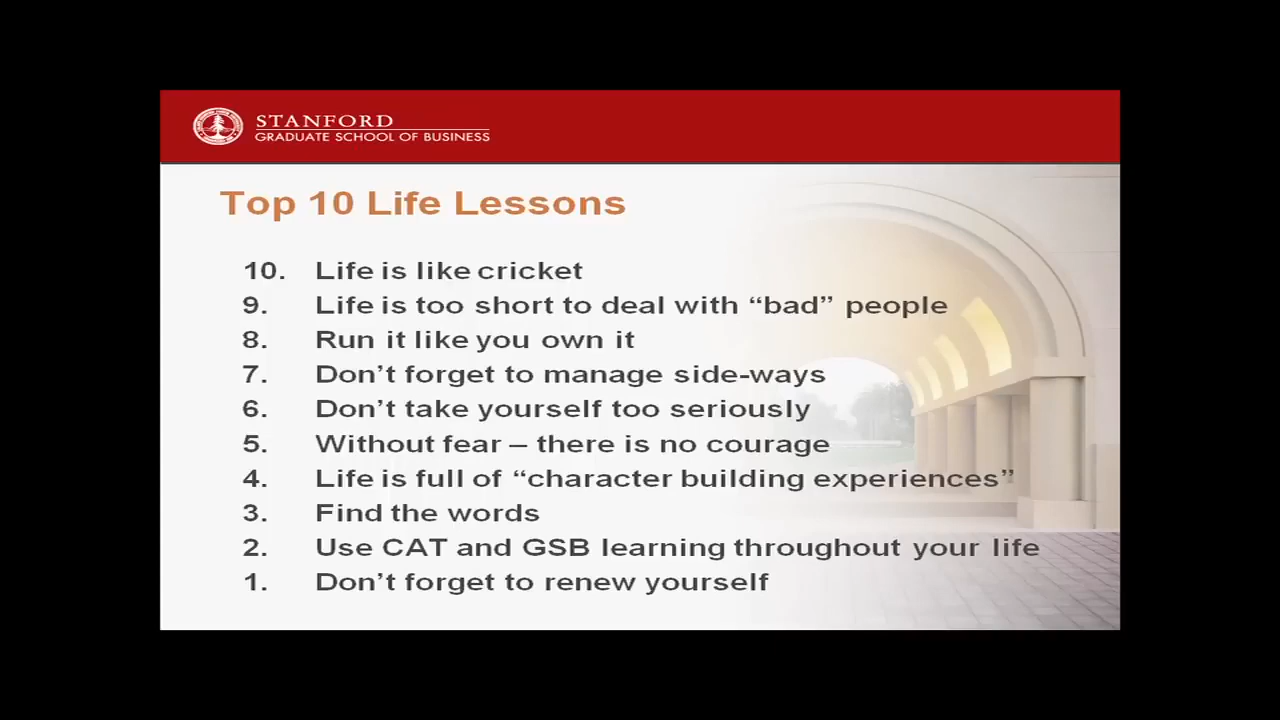 STANFORD
GRADUATE SCHOOL OF BUSINESS
Top 10 Life Lessons
10. Life is like cricket
9. Life is too short to deal with “bad” people
8. Run it like you own it
7. Don’t forget to manage side-ways
6. Don’t take yourself too seriously
5. Without fear – there is no courage
4. Life is full of “character building experiences”
3. Find the words
2. Use CAT and GSB learning throughout your life
1. Don’t forget to renew yourself